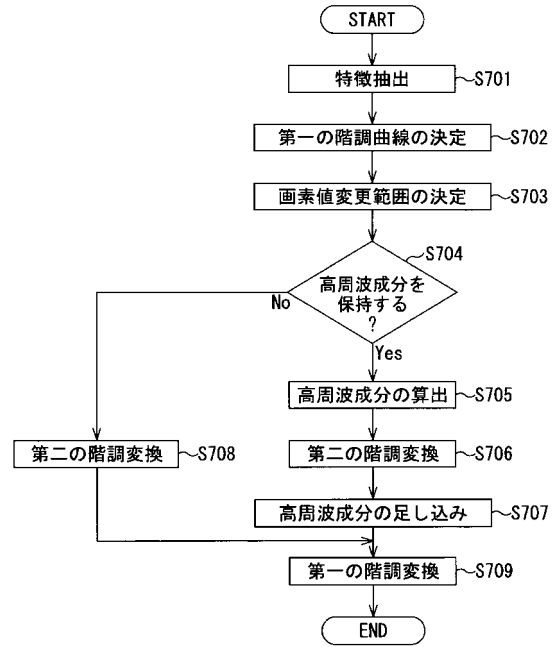 START
特徴抽出 S701
第一の階調曲線の決定 S702
画素値変更範囲の決定 S703
S704
高周波成分を
保持する
?
No
Yes
高周波成分の算出 S705
第二の階調変換 S708
第二の階調変換 S706
高周波成分の足し込み S707
第一の階調変換 S709
END